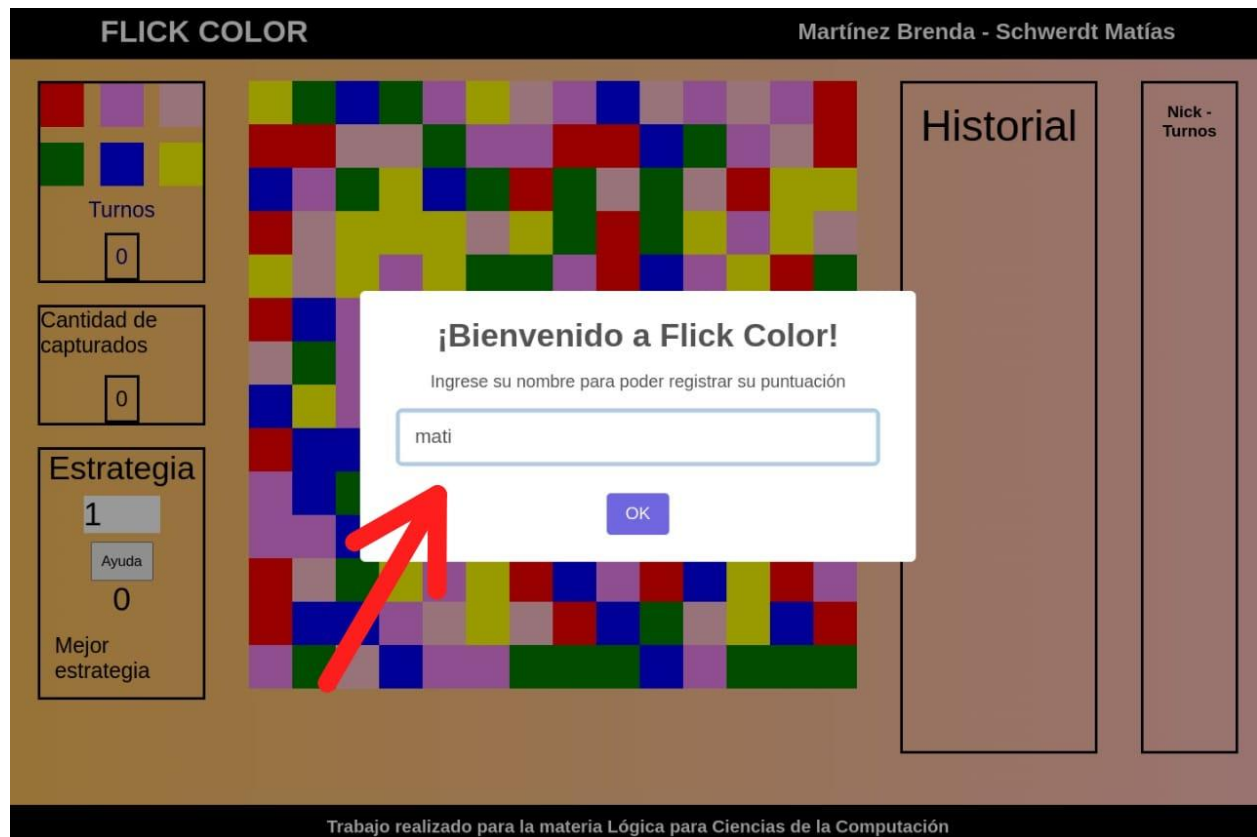 FLICK COLOR
Martínez Brenda - Schwerdt Matías
Turnos
0
Cantidad de
capturados
0
Estrategia
1
Ayuda
0
Mejor
estrategia
¡Bienvenido a Flick Color!
Ingrese su nombre para poder registrar su puntuación
mati
OK
Historial
Nick -
Turnos
Trabajo realizado para la materia Lógica para Ciencias de la Computación